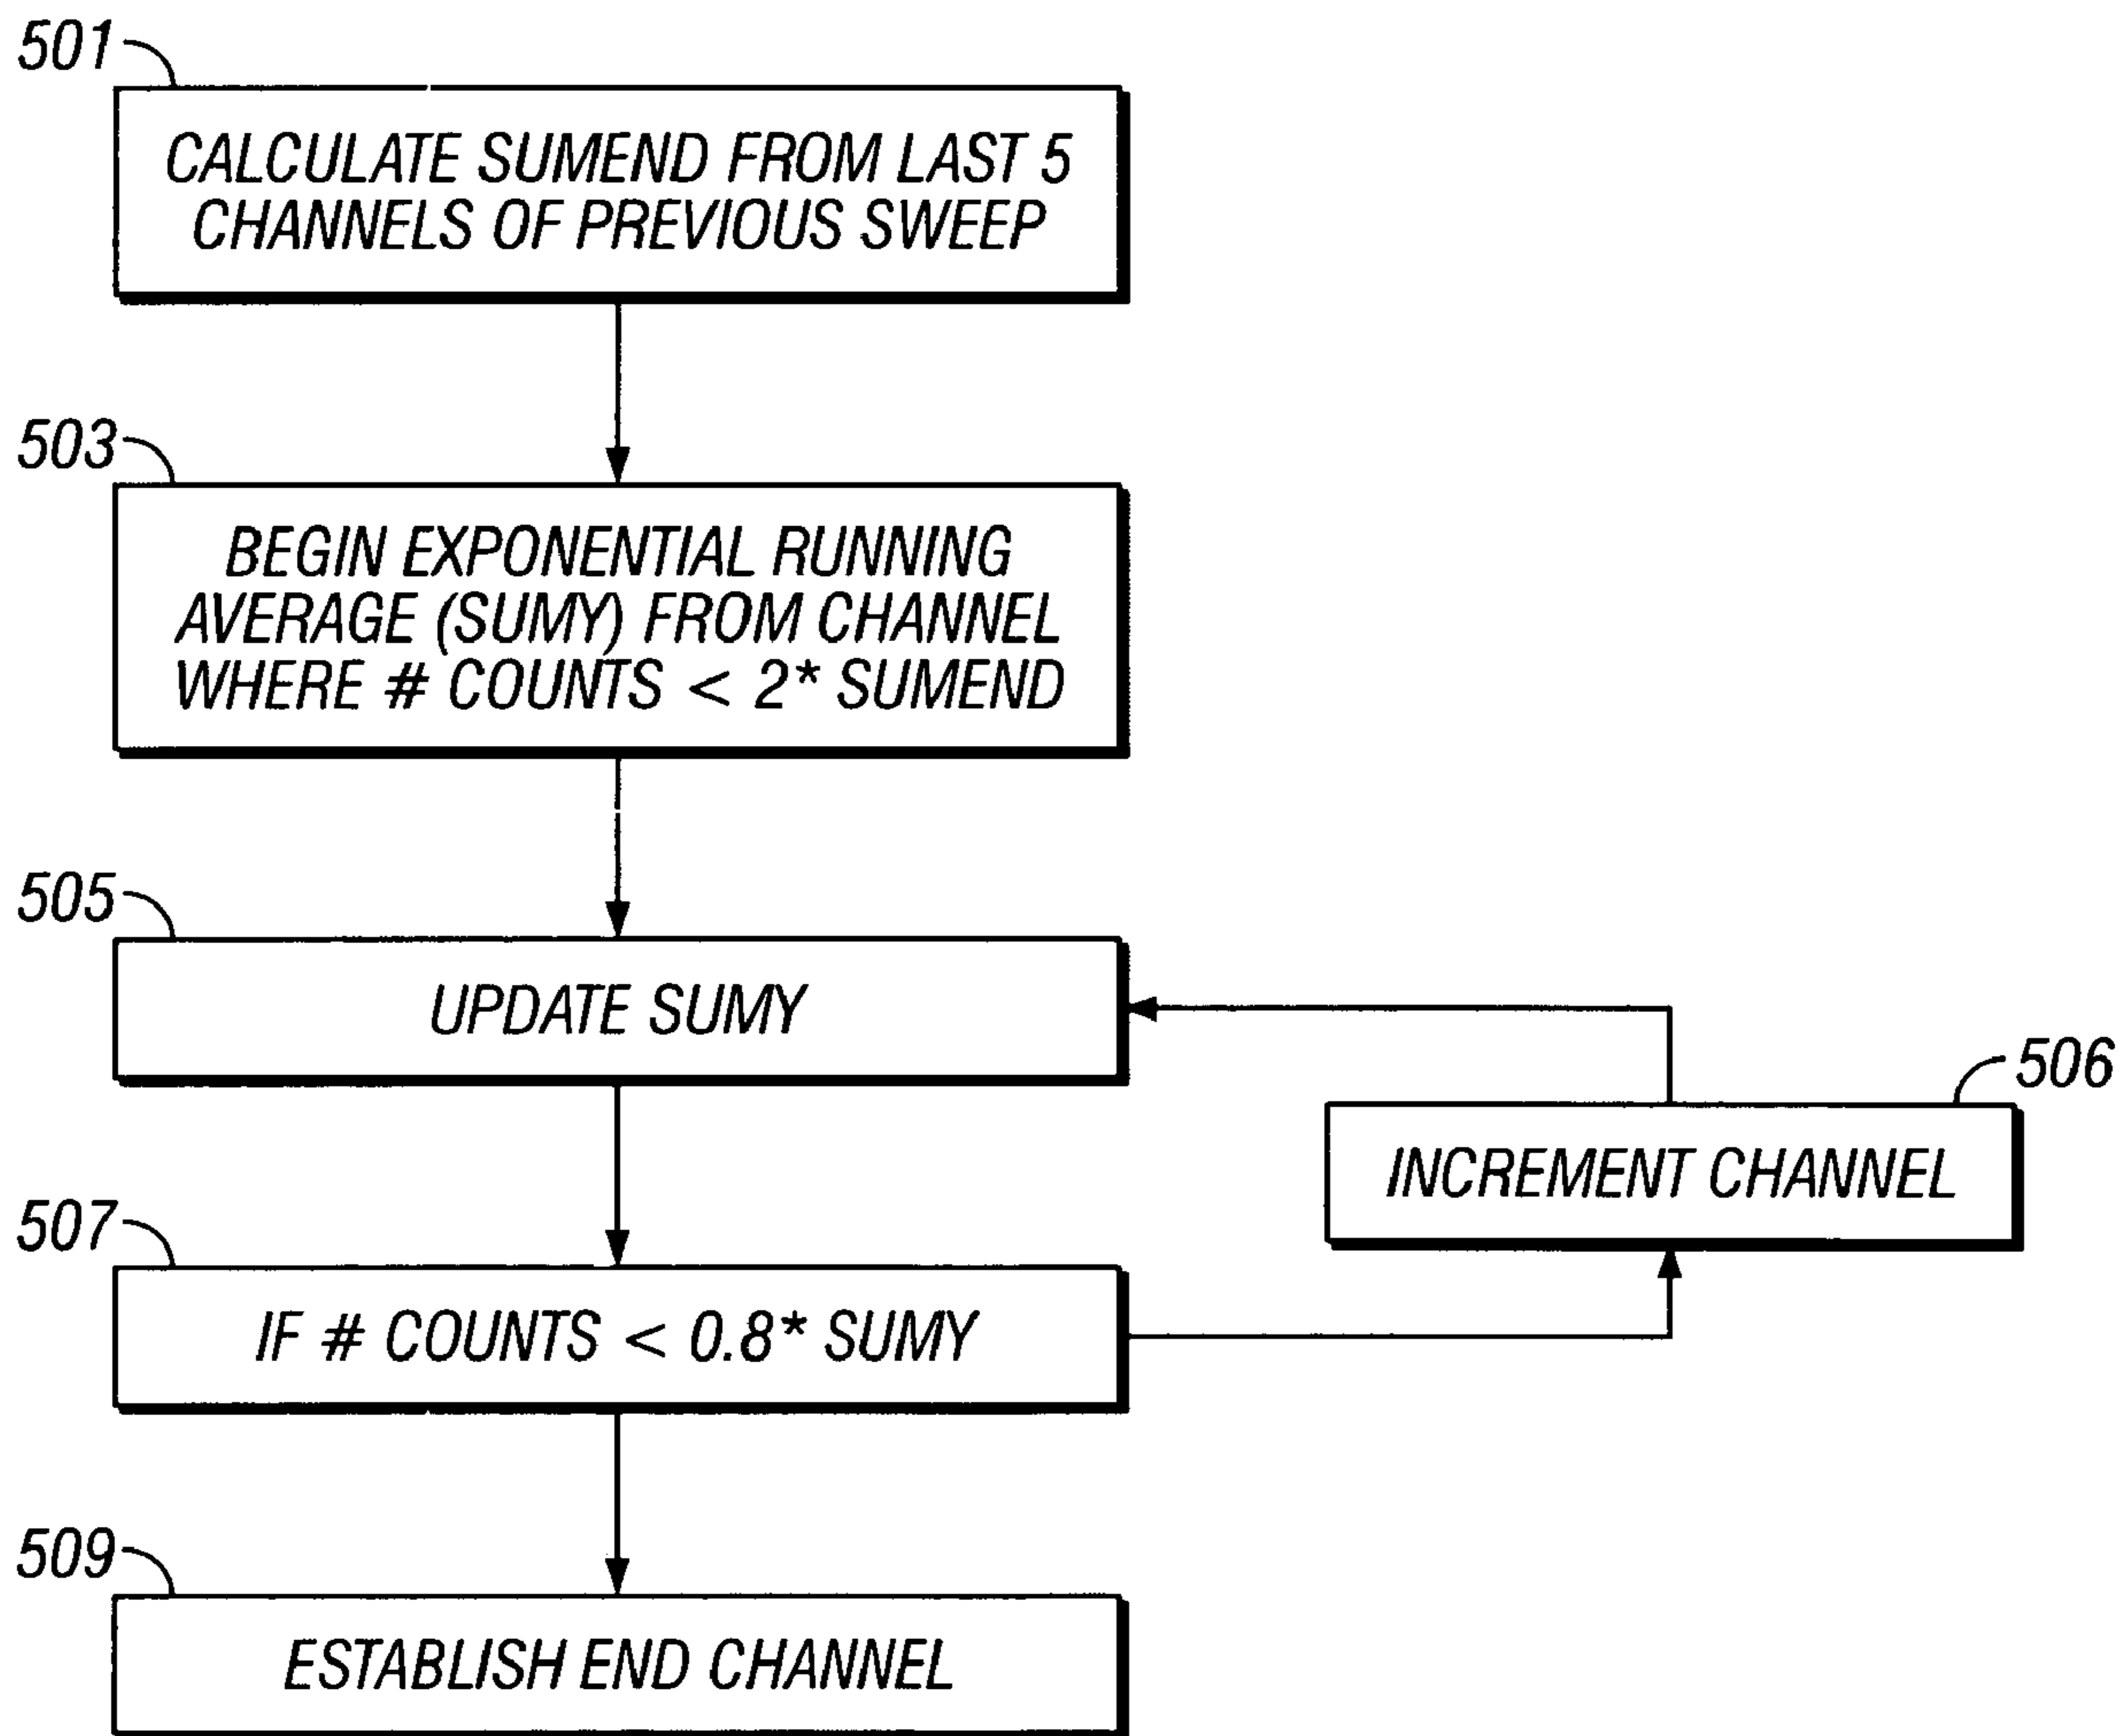 501
CALCULATE SUMEND FROM LAST 5
CHANNELS OF PREVIOUS SWEEP
503
BEGIN EXPONENTIAL RUNNING
AVERAGE (SUMY) FROM CHANNEL
WHERE # COUNTS < 2* SUMEND
505
UPDATE SUMY
506
INCREMENT CHANNEL
507
IF # COUNTS < 0.8* SUMY
509
ESTABLISH END CHANNEL